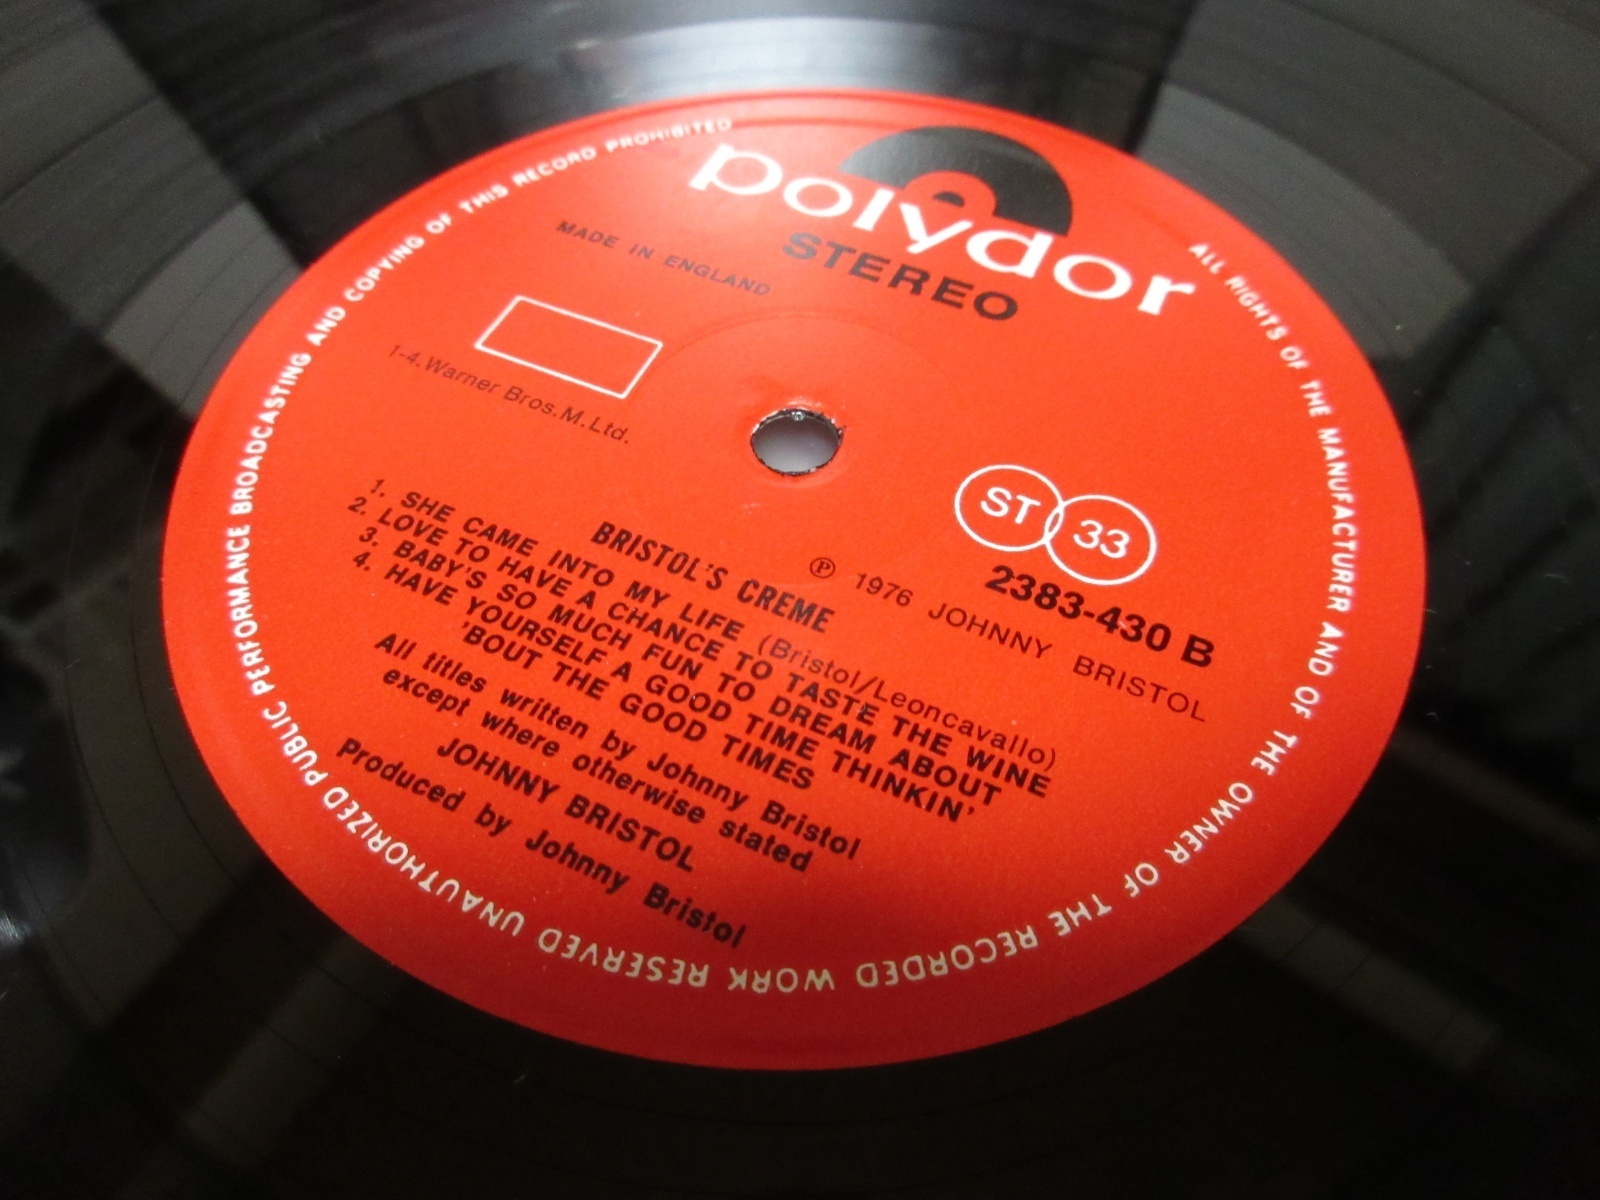 polydor
STEREO
MADE IN ENGLAND
1-4. Warner Bros. M. Ltd.
ST 33
2383-430 B
℗ 1976 JOHNNY BRISTOL
BRISTOL'S CREME
1. SHE CAME INTO MY LIFE (Bristol/Leoncavallo)
2. LOVE TO HAVE A CHANCE TO TASTE THE WINE
3. BABY'S SO MUCH FUN TO DREAM ABOUT
4. HAVE YOURSELF A GOOD TIME THINKIN'
'BOUT THE GOOD TIMES
All titles written by Johnny Bristol
except where otherwise stated
JOHNNY BRISTOL
Produced by Johnny Bristol
ALL RIGHTS OF THE MANUFACTURER AND OF THE OWNER OF THE RECORDED WORK RESERVED UNAUTHORIZED PUBLIC PERFORMANCE BROADCASTING AND COPYING OF THIS RECORD PROHIBITED